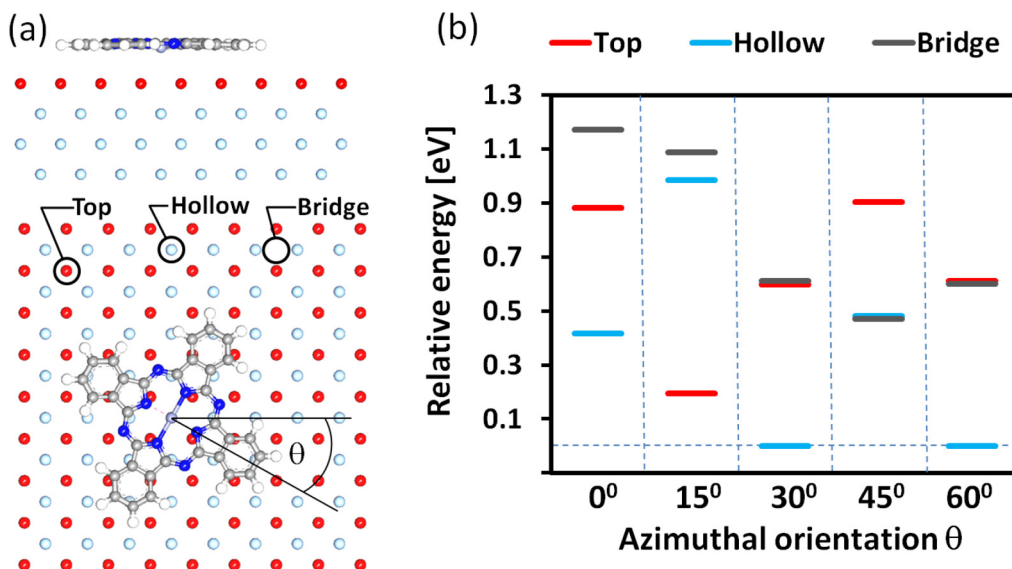 (a)
Top Hollow Bridge
θ
(b)
Top Hollow Bridge
Relative energy [eV]
1.3
1.1
0.9
0.7
0.5
0.3
0.1
0⁰ 15⁰ 30⁰ 45⁰ 60⁰
Azimuthal orientation θ